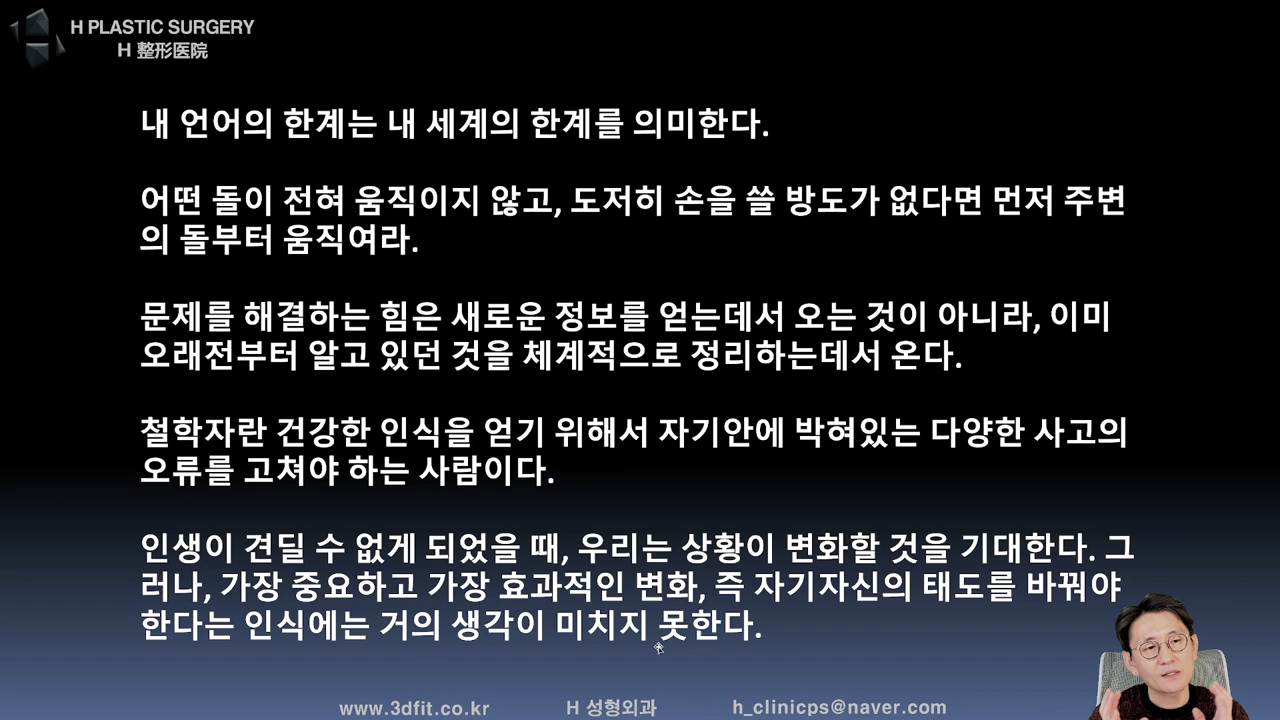 H PLASTIC SURGERY
H 整形医院
내 언어의 한계는 내 세계의 한계를 의미한다.
어떤 돌이 전혀 움직이지 않고, 도저히 손을 쓸 방도가 없다면 먼저 주변
의 돌부터 움직여라.
문제를 해결하는 힘은 새로운 정보를 얻는데서 오는 것이 아니라, 이미
오래전부터 알고 있던 것을 체계적으로 정리하는데서 온다.
철학자란 건강한 인식을 얻기 위해서 자기안에 박혀있는 다양한 사고의
오류를 고쳐야 하는 사람이다.
인생이 견딜 수 없게 되었을 때, 우리는 상황이 변화할 것을 기대한다. 그
러나, 가장 중요하고 가장 효과적인 변화, 즉 자기자신의 태도를 바꿔야
한다는 인식에는 거의 생각이 미치지 못한다.
www.3dfit.co.kr H 성형외과 h_clinicps@naver.com